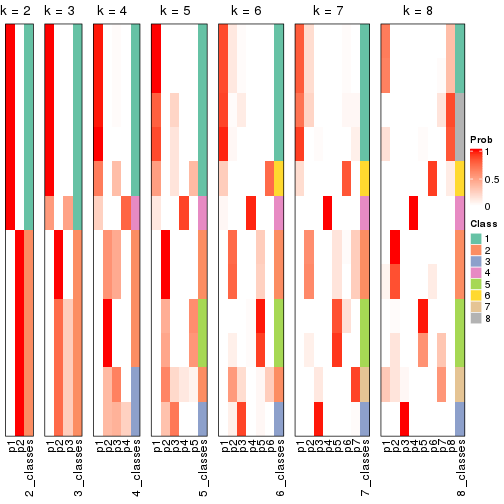 k = 2 k = 3 k = 4 k = 5 k = 6 k = 7 k = 8
Prob
1
0.5
0
Class
1
2
3
4
5
6
7
8
p1 p2 2_classes
p1 p2 p3 3_classes
p1 p2 p3 p4 4_classes
p1 p2 p3 p4 p5 5_classes
p1 p2 p3 p4 p5 p6 6_classes
p1 p2 p3 p4 p5 p6 p7 7_classes
p1 p2 p3 p4 p5 p6 p7 p8 8_classes